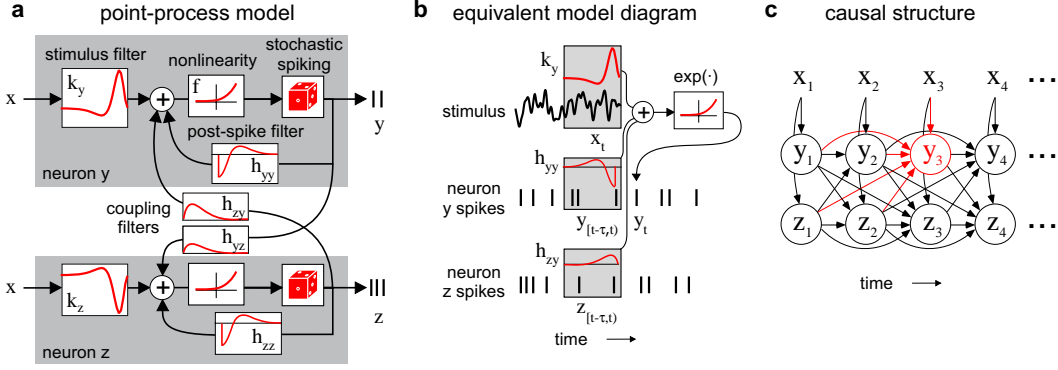 a point-process model
stimulus filter
nonlinearity
stochastic
spiking
x
k_y
+
f
y
post-spike filter
h_yy
neuron y
coupling
filters
h_zy
h_yz
x
k_z
+
z
h_zz
neuron z
b equivalent model diagram
k_y
exp(·)
stimulus
+
x_t
h_yy
neuron
y spikes
y_[t-τ,t)
y_t
h_zy
neuron
z spikes
z_[t-τ,t)
time
c causal structure
x_1 x_2 x_3 x_4 ...
y_1 y_2 y_3 y_4 ...
z_1 z_2 z_3 z_4 ...
time